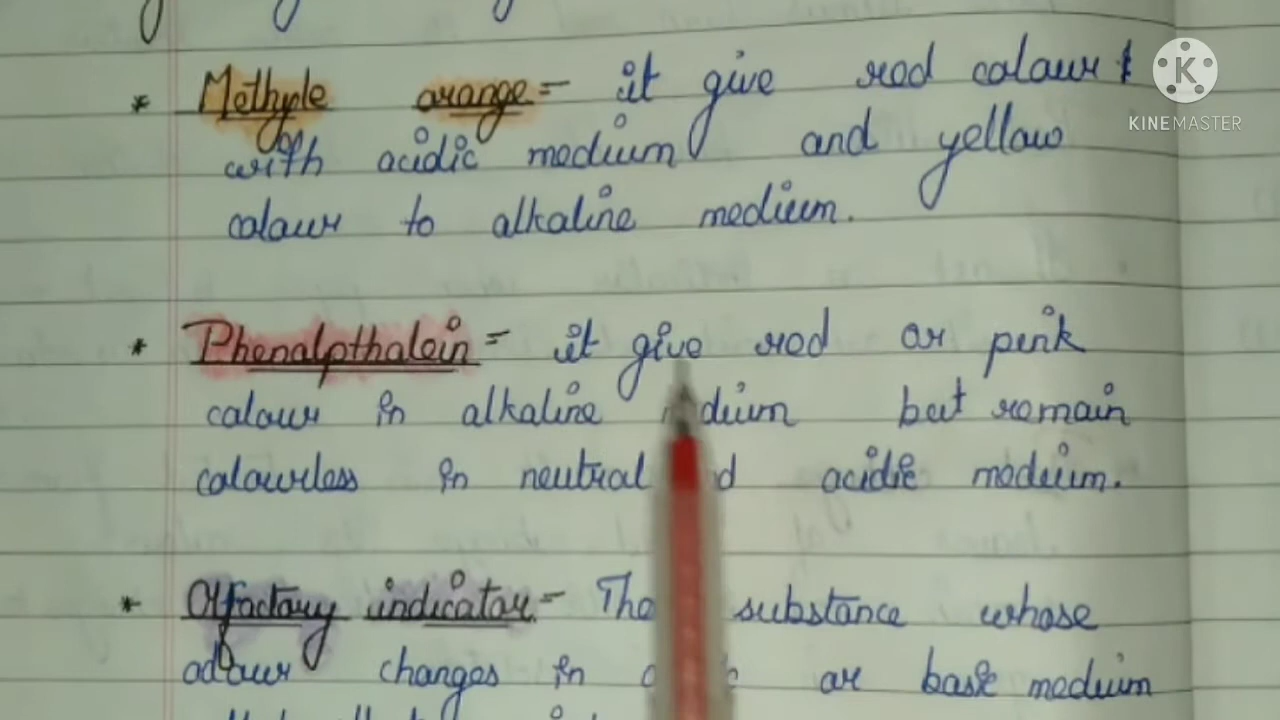 * Methyle orange = it give red colour
with acidic medium and yellow
colour to alkaline medium.
* Phenalpthalein = it give red or pink
colour in alkaline medium but remain
colourless in neutral acidic medium.
* Olfactory indicator = The substance whose
odour changes in or basic medium
K
KINEMASTER